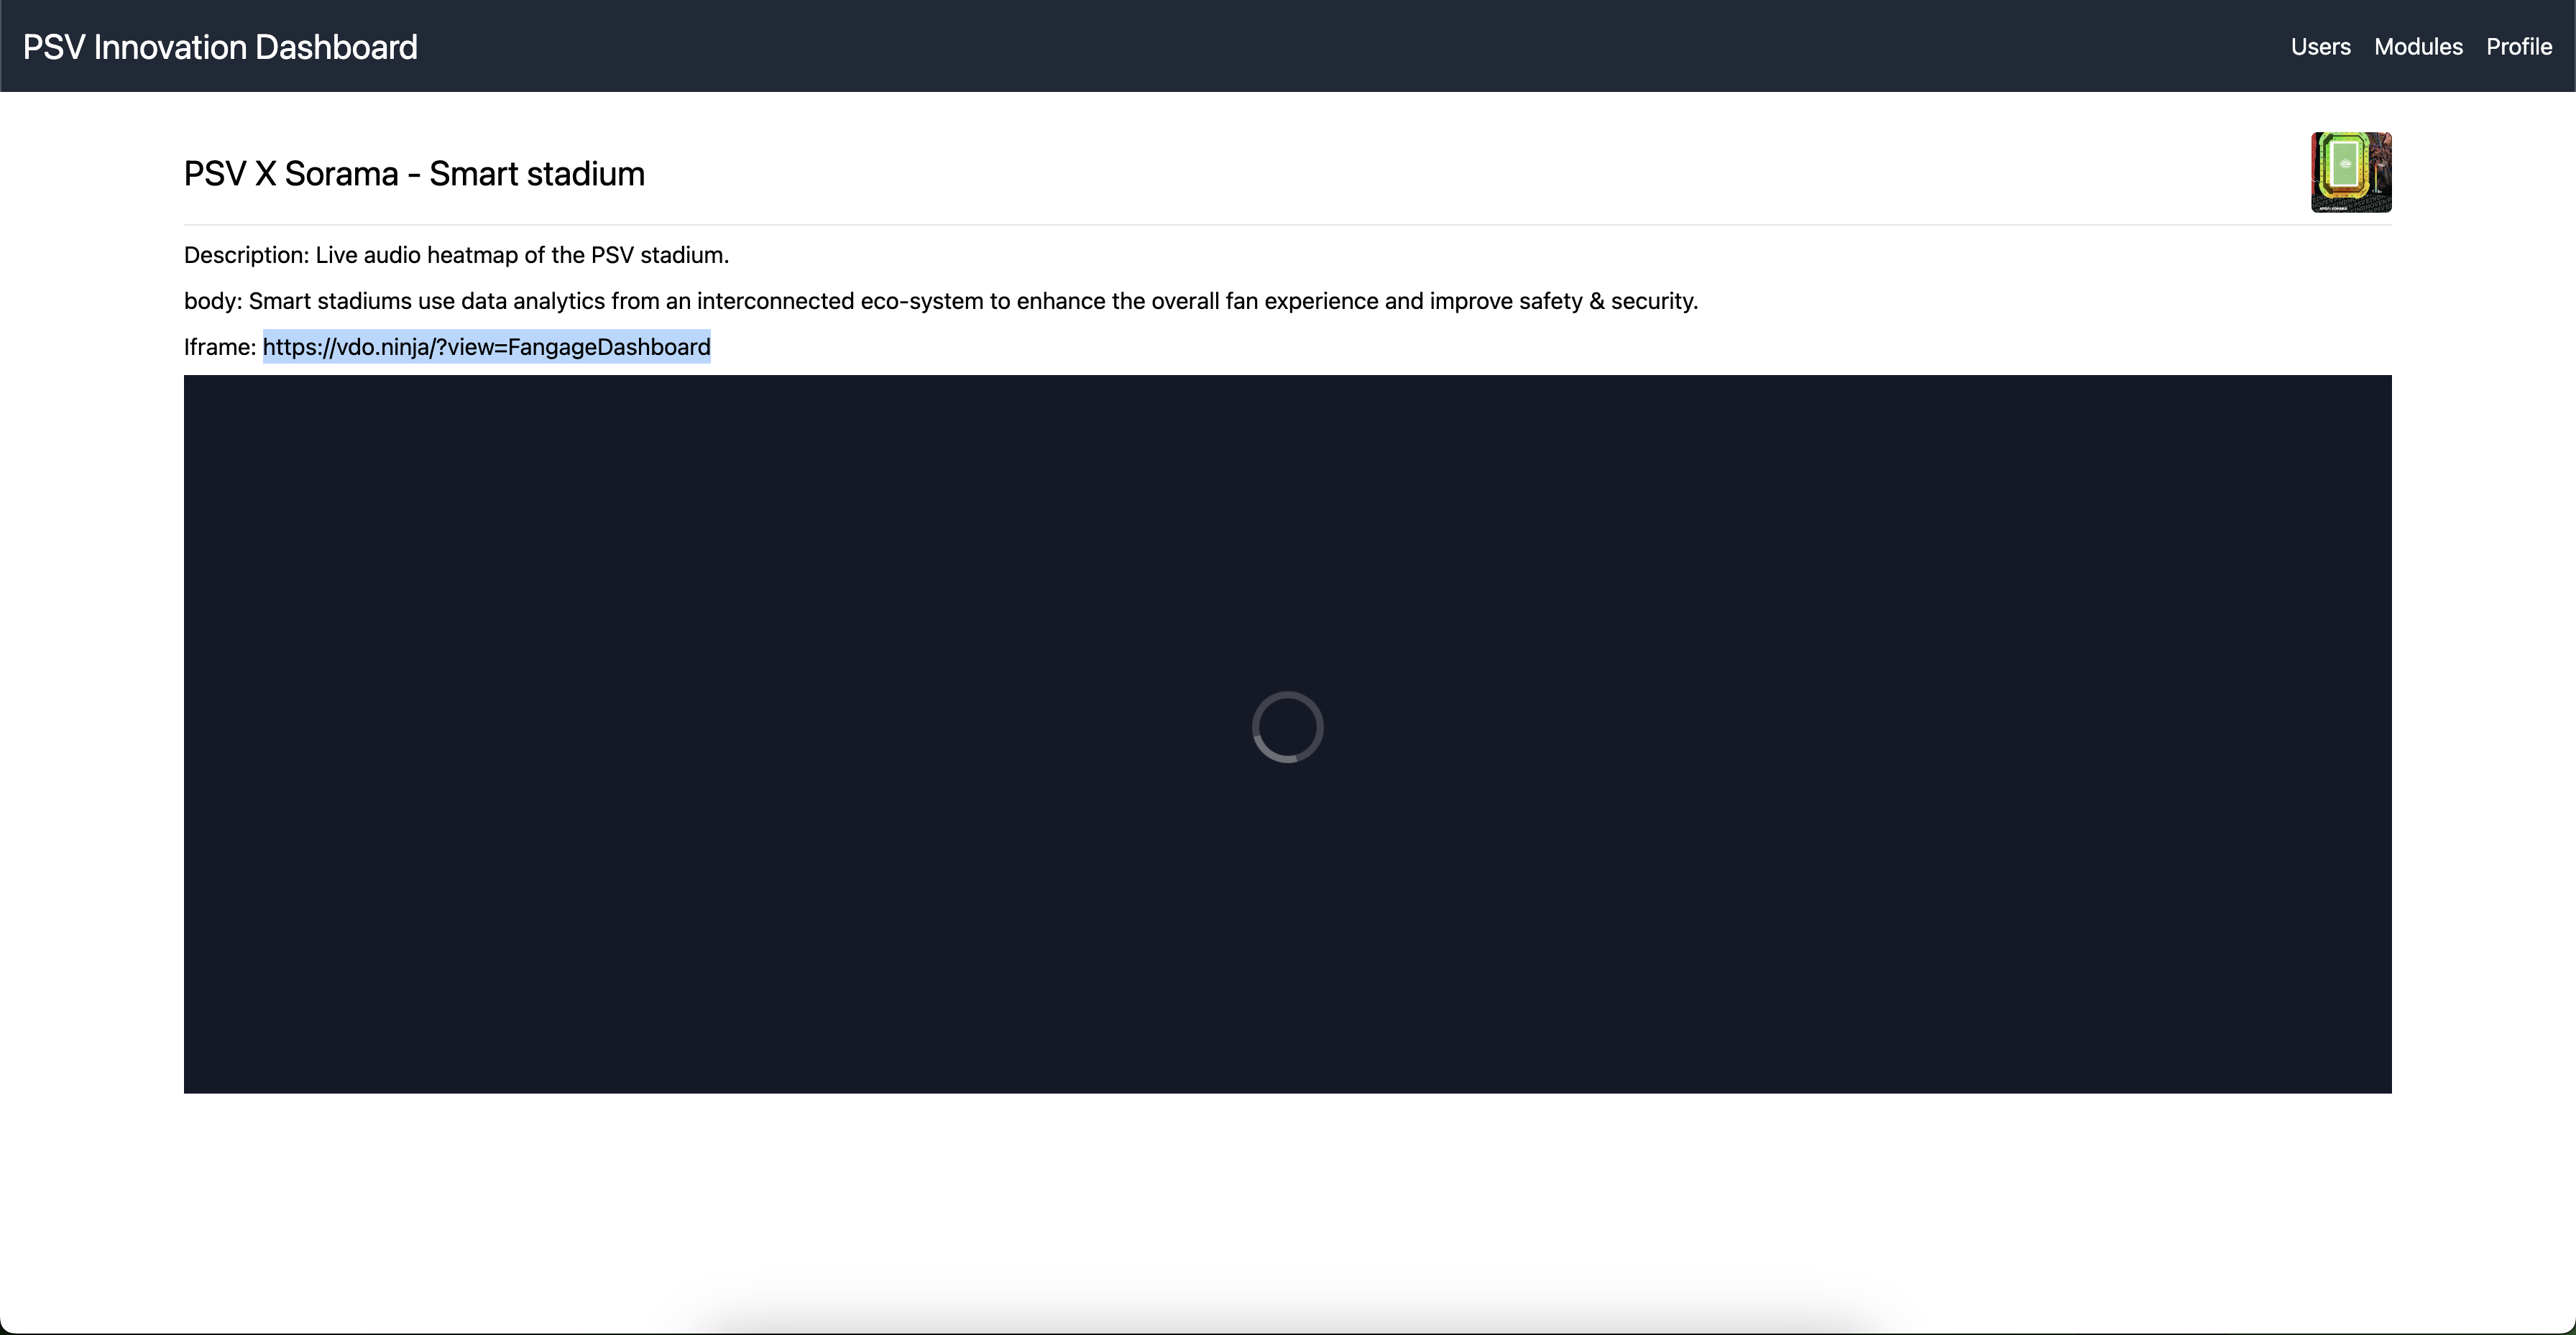 PSV Innovation Dashboard
Users Modules Profile
PSV X Sorama - Smart stadium
Description: Live audio heatmap of the PSV stadium.
body: Smart stadiums use data analytics from an interconnected eco-system to enhance the overall fan experience and improve safety & security.
Iframe: https://vdo.ninja/?view=FangageDashboard